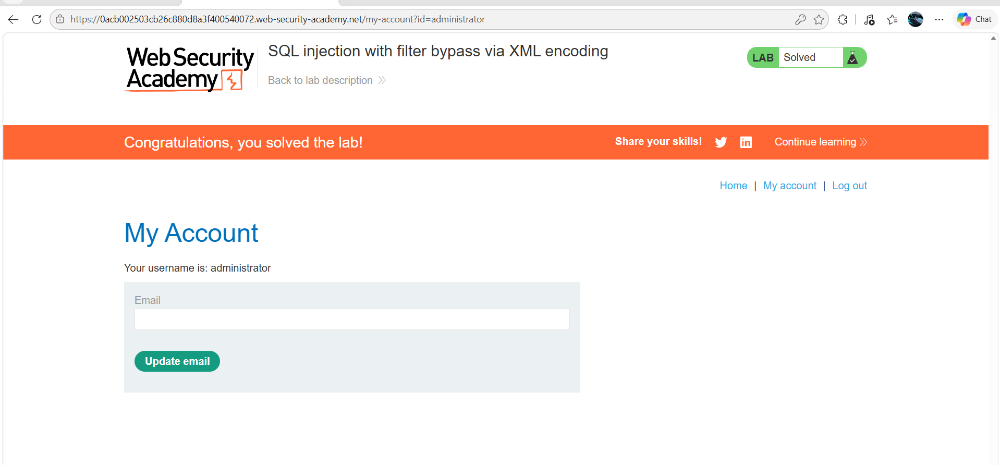 https://0acb002503cb26c880d8a3f400540072.web-security-academy.net/my-account?id=administrator
Chat
Web Security
Academy
SQL injection with filter bypass via XML encoding
Back to lab description
LAB Solved
Congratulations, you solved the lab!
Share your skills!
Continue learning
Home | My account | Log out
My Account
Your username is: administrator
Email
Update email